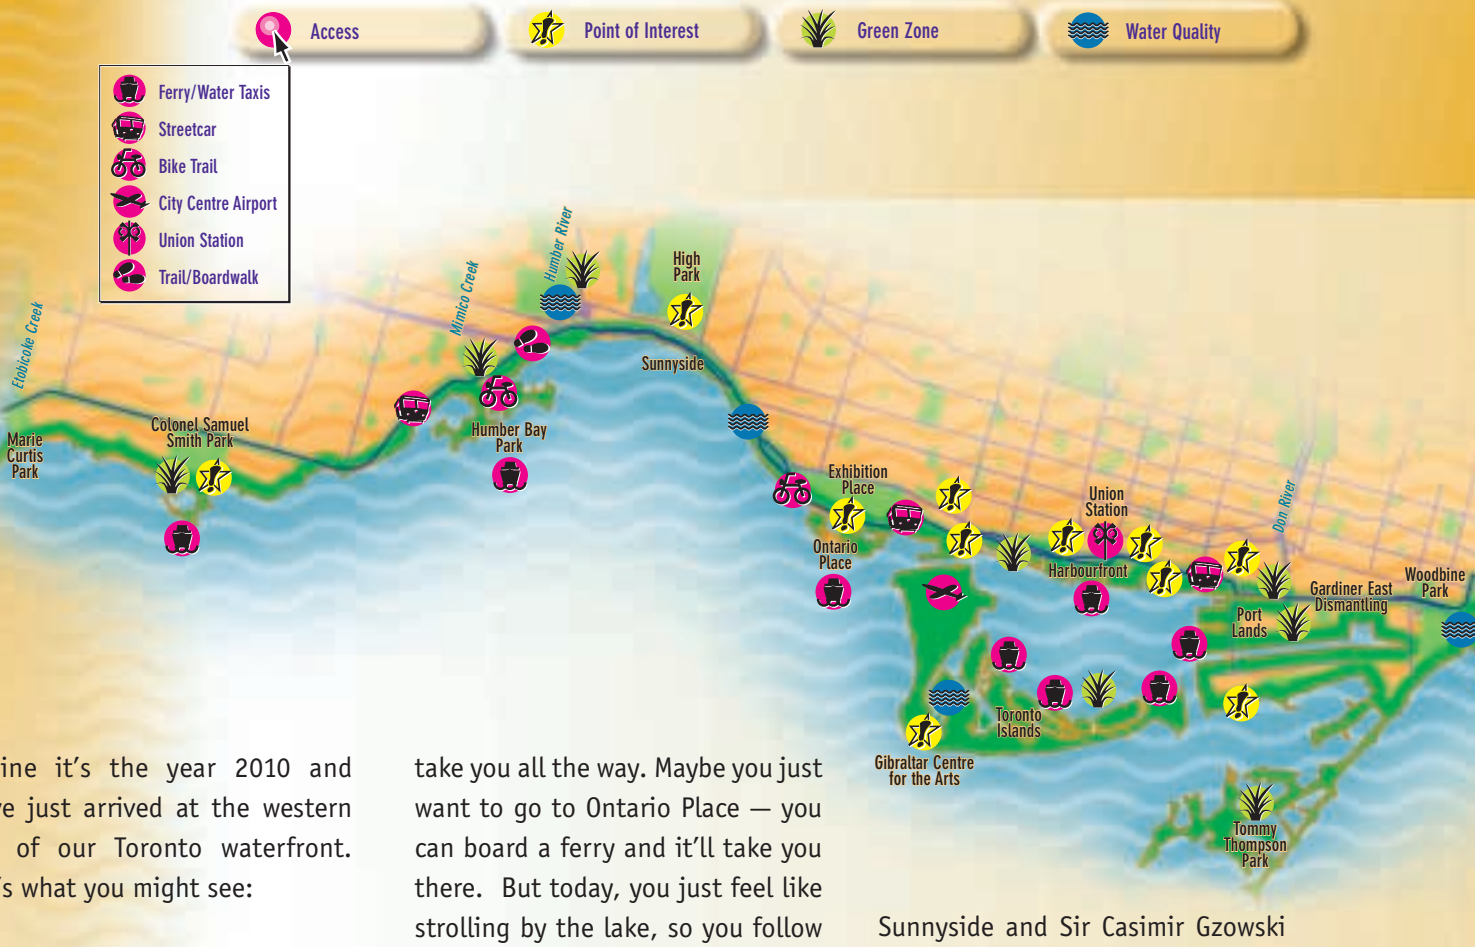 Access
Point of Interest
Green Zone
Water Quality
Ferry/Water Taxis
Streetcar
Bike Trail
City Centre Airport
Union Station
Trail/Boardwalk
Etobicoke Creek
Mimico Creek
Humber River
High
Park
Sunnyside
Marie
Curtis
Park
Colonel Samuel
Smith Park
Humber Bay
Park
Exhibition
Place
Ontario
Place
Union
Station
Harbourfront
Don River
Port
Lands
Gardiner East
Dismantling
Woodbine
Park
Toronto
Islands
Gibraltar Centre
for the Arts
Tommy
Thompson
Park
ine it's the year 2010 and
e just arrived at the western
of our Toronto waterfront.
's what you might see:
take you all the way. Maybe you just
want to go to Ontario Place — you
can board a ferry and it'll take you
there. But today, you just feel like
strolling by the lake, so you follow
Sunnyside and Sir Casimir Gzowski